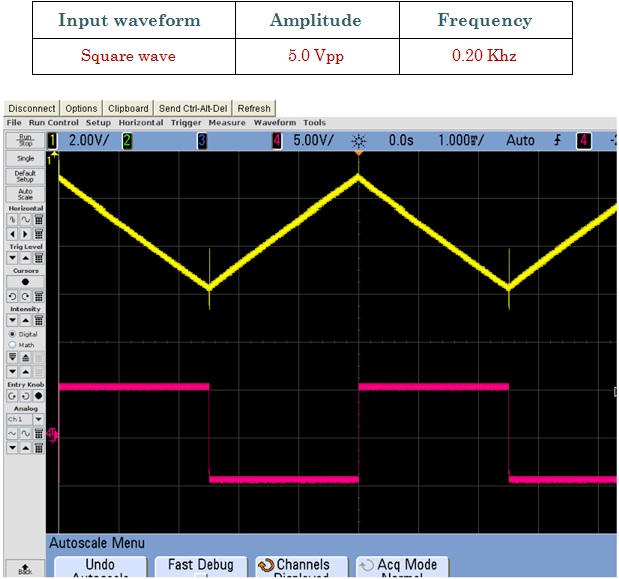 Input waveform Amplitude Frequency
Square wave 5.0 Vpp 0.20 Khz
Disconnect Options Clipboard Send Ctrl-Alt-Del Refresh
File Run Control Setup Horizontal Trigger Measure Waveform Tools
Run Stop 1 2.00V/ 2 3 4 5.00V/ 0.0s 1.000m/ Auto 4
Single
Default Setup
Auto Scale
Horizontal
Trig Level
Cursors
Intensity
Digital
Math
Entry Knob
Analog
Ch 1
Autoscale Menu
Back
Undo Fast Debug Channels Acq Mode
Autoscale Displayed Normal